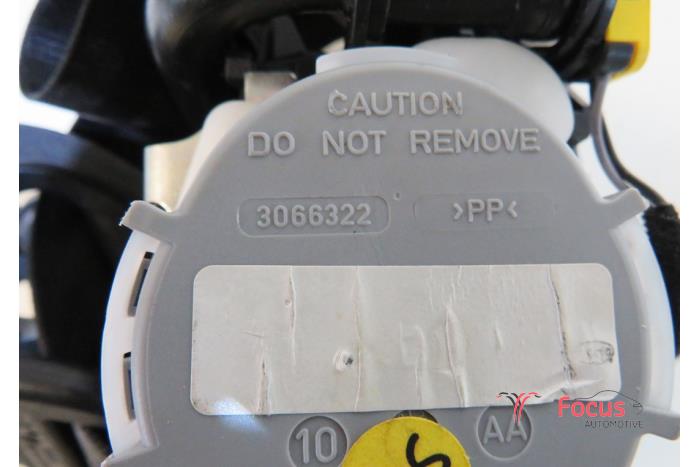 CAUTION
DO NOT REMOVE
3066322 >PP<
10 AA
Focus
AUTOMOTIVE